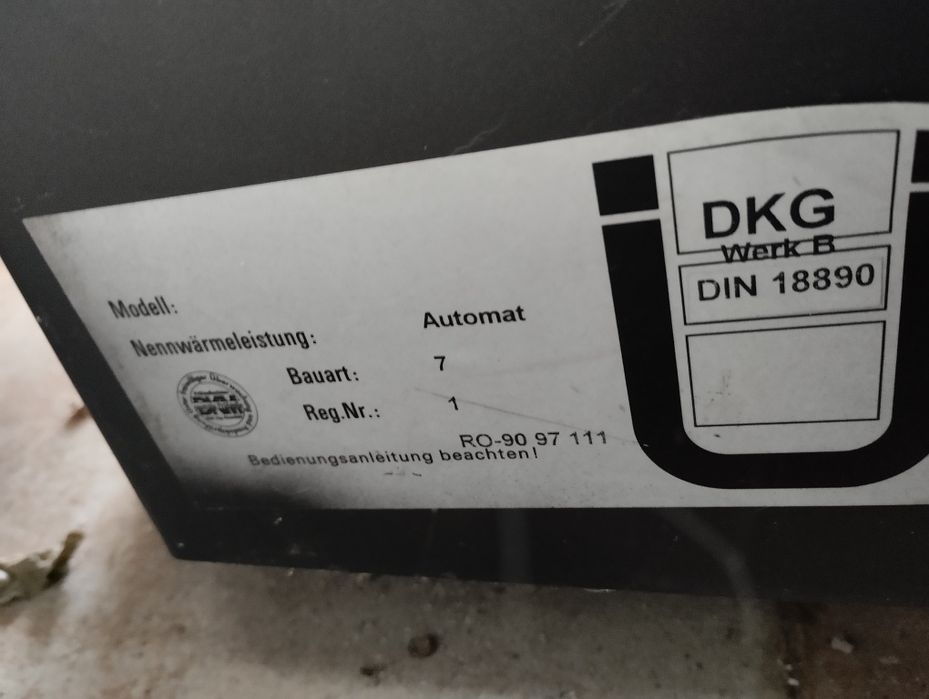 DKG
Werk B
DIN 18890
Modell:
Automat
Nennwärmeleistung:
7
Bauart:
1
Reg.Nr.:
RO-90 97 111
Bedienungsanleitung beachten!